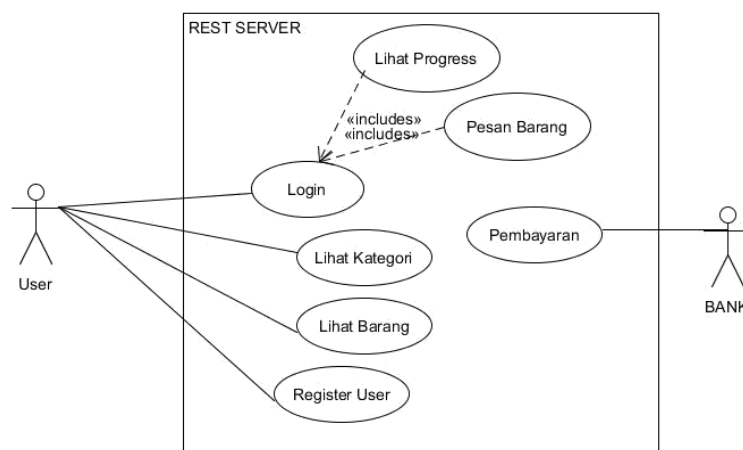 REST SERVER
Lihat Progress
«includes»
«includes»
Pesan Barang
Login
Pembayaran
Lihat Kategori
User
BANK
Lihat Barang
Register User